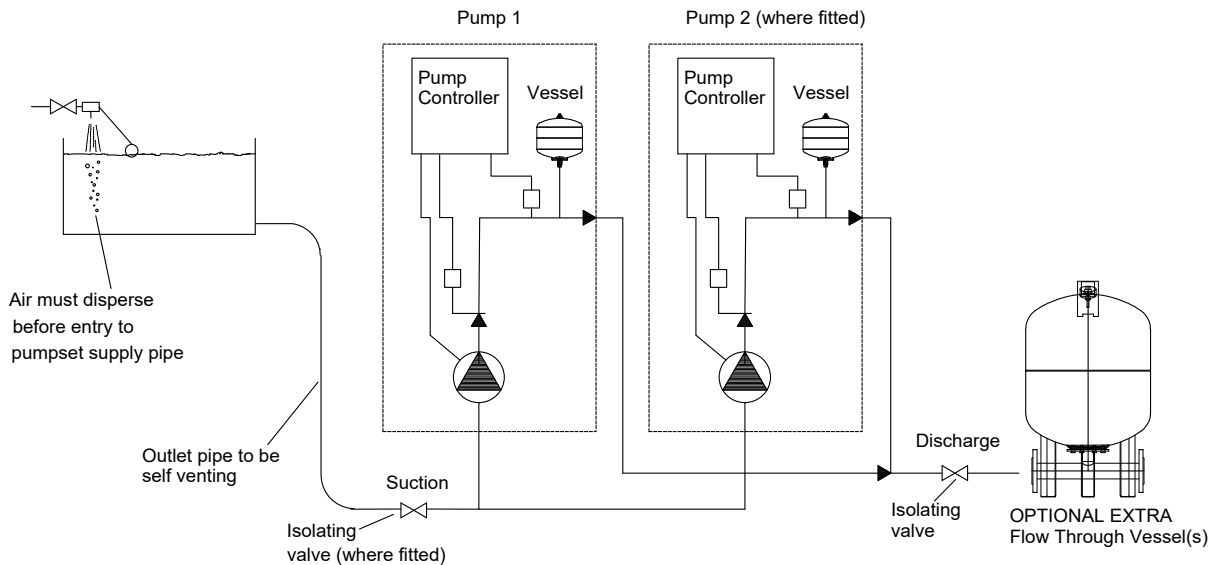 Pump 1
Pump 2 (where fitted)
Pump
Controller
Vessel
Pump
Controller
Vessel
Air must disperse
before entry to
pumpset supply pipe
Outlet pipe to be
self venting
Suction
Isolating
valve (where fitted)
Discharge
Isolating
valve
OPTIONAL EXTRA
Flow Through Vessel(s)